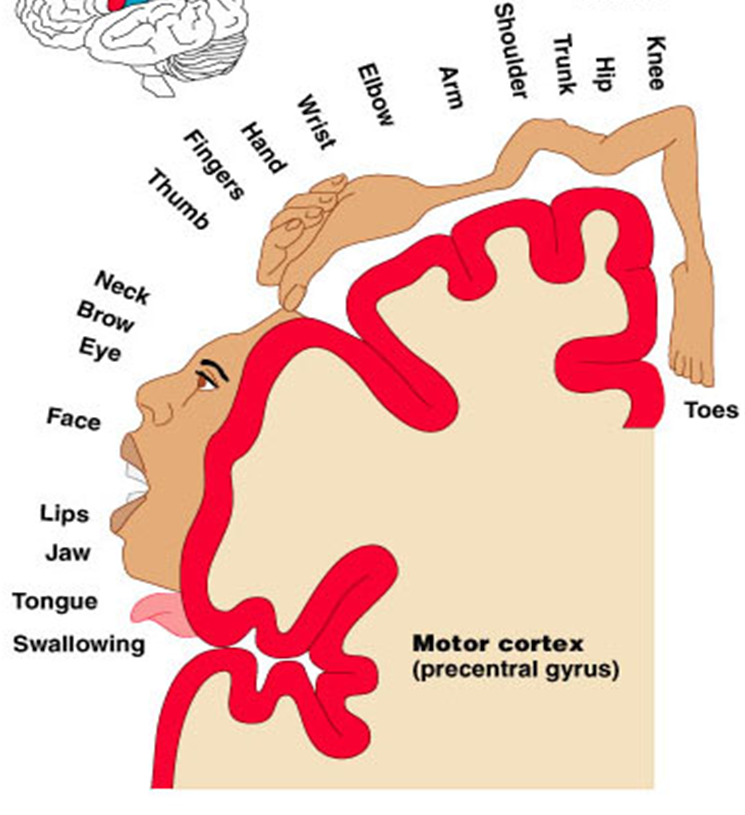 Shoulder
Trunk
Hip
Knee
Arm
Elbow
Wrist
Hand
Fingers
Thumb
Neck
Brow
Eye
Face
Toes
Lips
Jaw
Tongue
Swallowing
Motor cortex
(precentral gyrus)